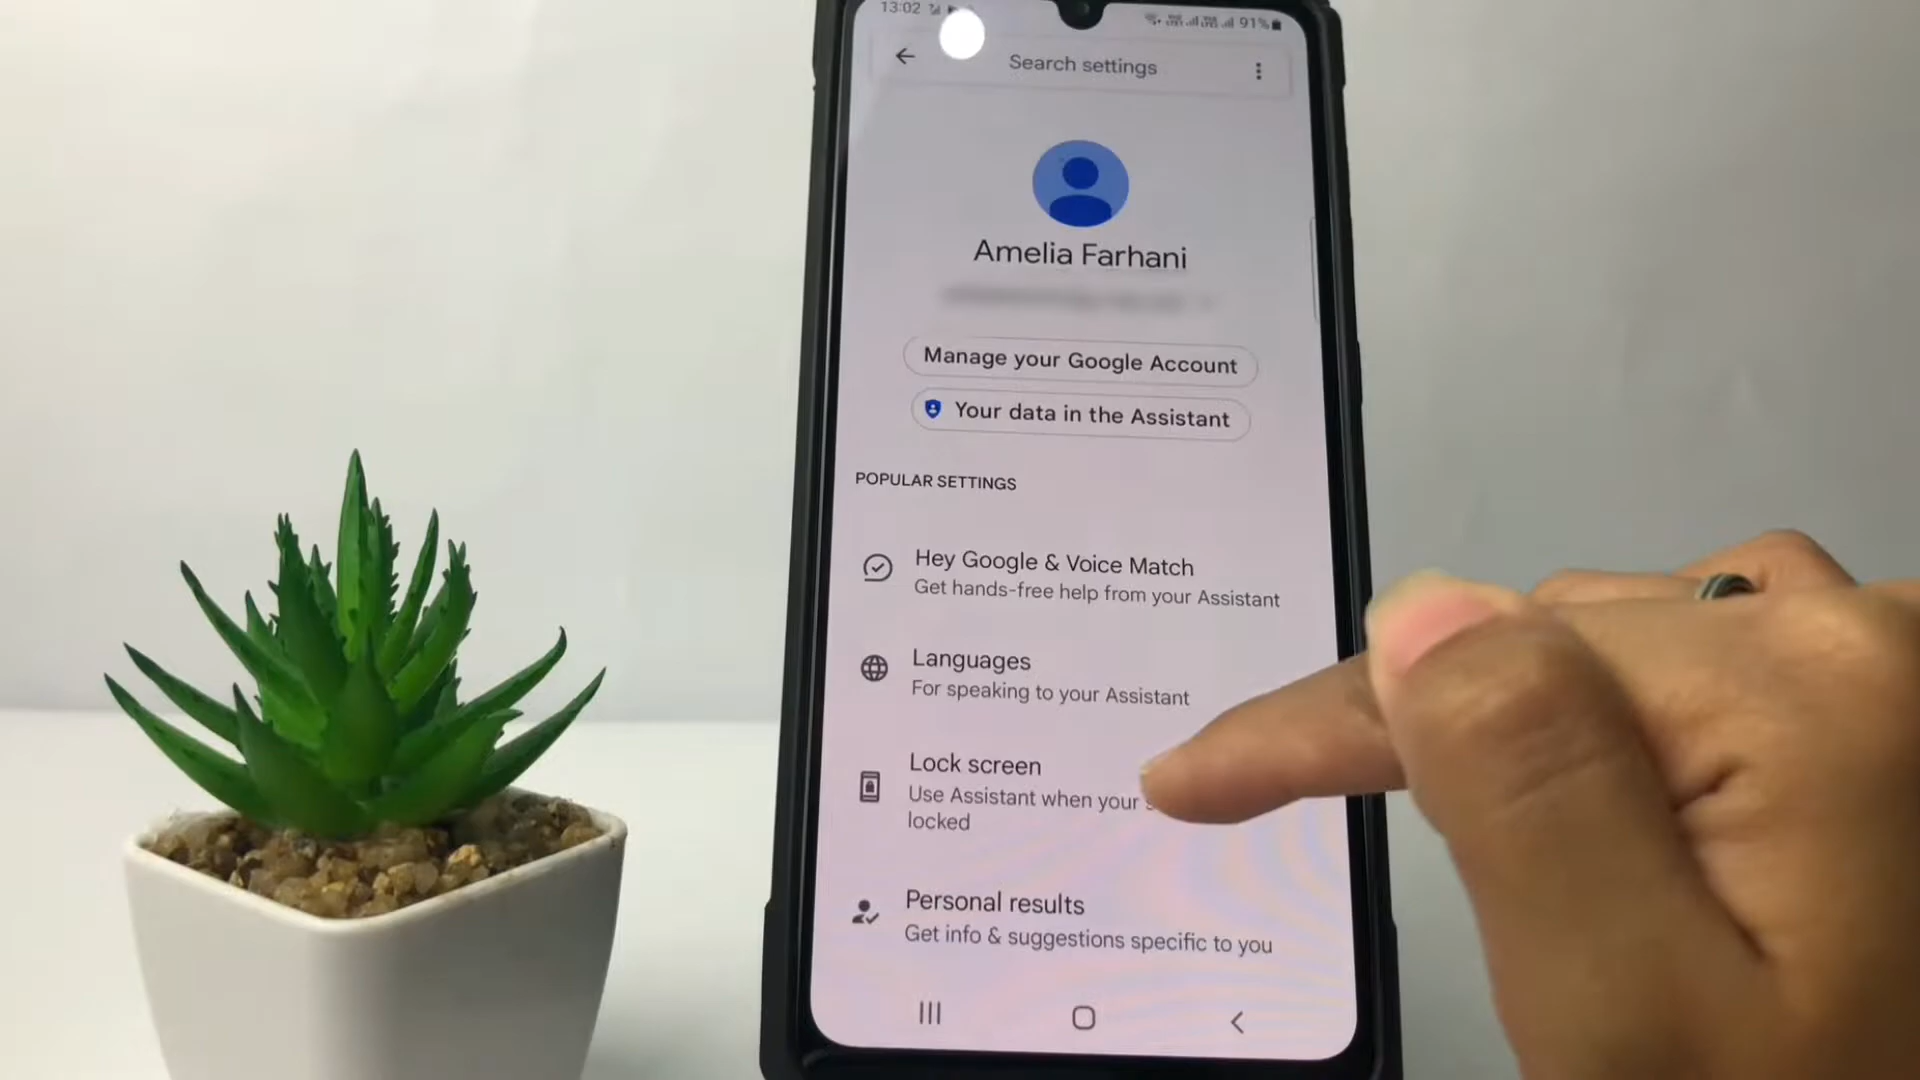 13:02
91%
Search settings
Amelia Farhani
Manage your Google Account
Your data in the Assistant
POPULAR SETTINGS
Hey Google & Voice Match
Get hands-free help from your Assistant
Languages
For speaking to your Assistant
Lock screen
Use Assistant when your
locked
Personal results
Get info & suggestions specific to you